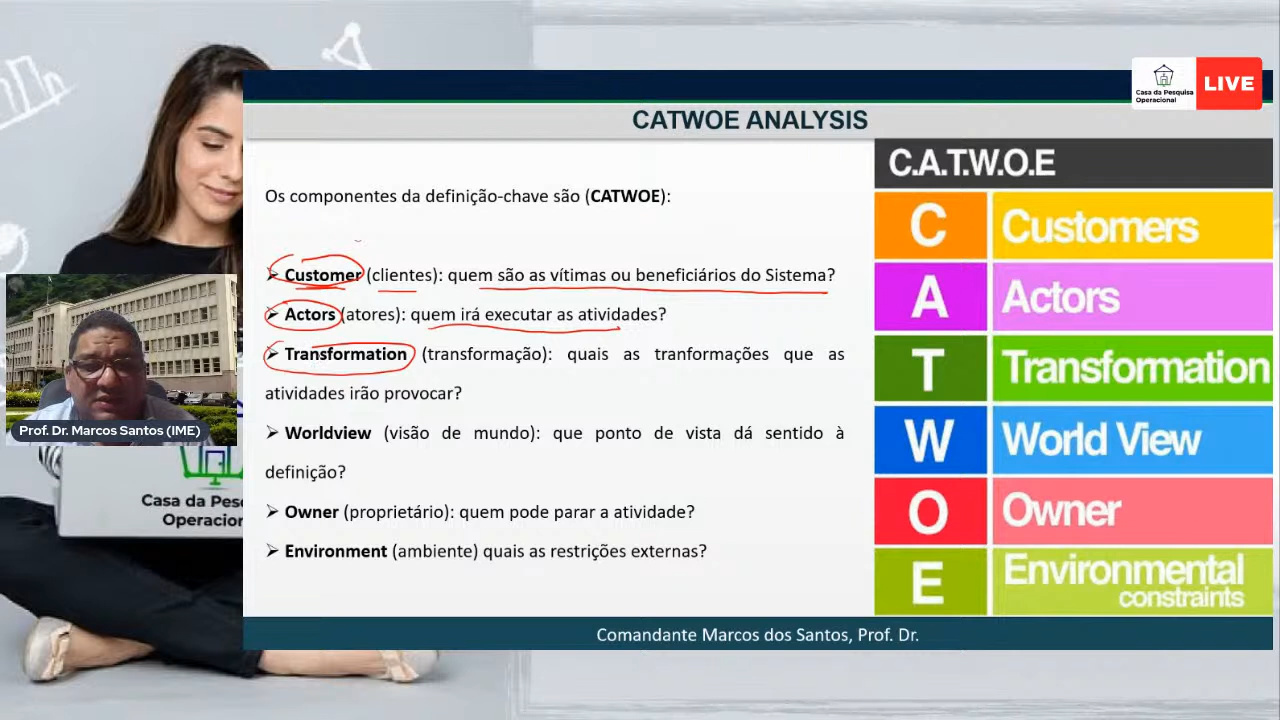 Casa da Pesquisa
Operacional
LIVE
CATWOE ANALYSIS
Os componentes da definição-chave são (CATWOE):
➢ Customer (clientes): quem são as vítimas ou beneficiários do Sistema?
➢ Actors (atores): quem irá executar as atividades?
➢ Transformation (transformação): quais as tranformações que as
atividades irão provocar?
➢ Worldview (visão de mundo): que ponto de vista dá sentido à
definição?
➢ Owner (proprietário): quem pode parar a atividade?
➢ Environment (ambiente) quais as restrições externas?
C.A.T.W.O.E
C Customers
A Actors
T Transformation
W World View
O Owner
E Environmental
constraints
Prof. Dr. Marcos Santos (IME)
Casa da Pesq
Operacion
Comandante Marcos dos Santos, Prof. Dr.